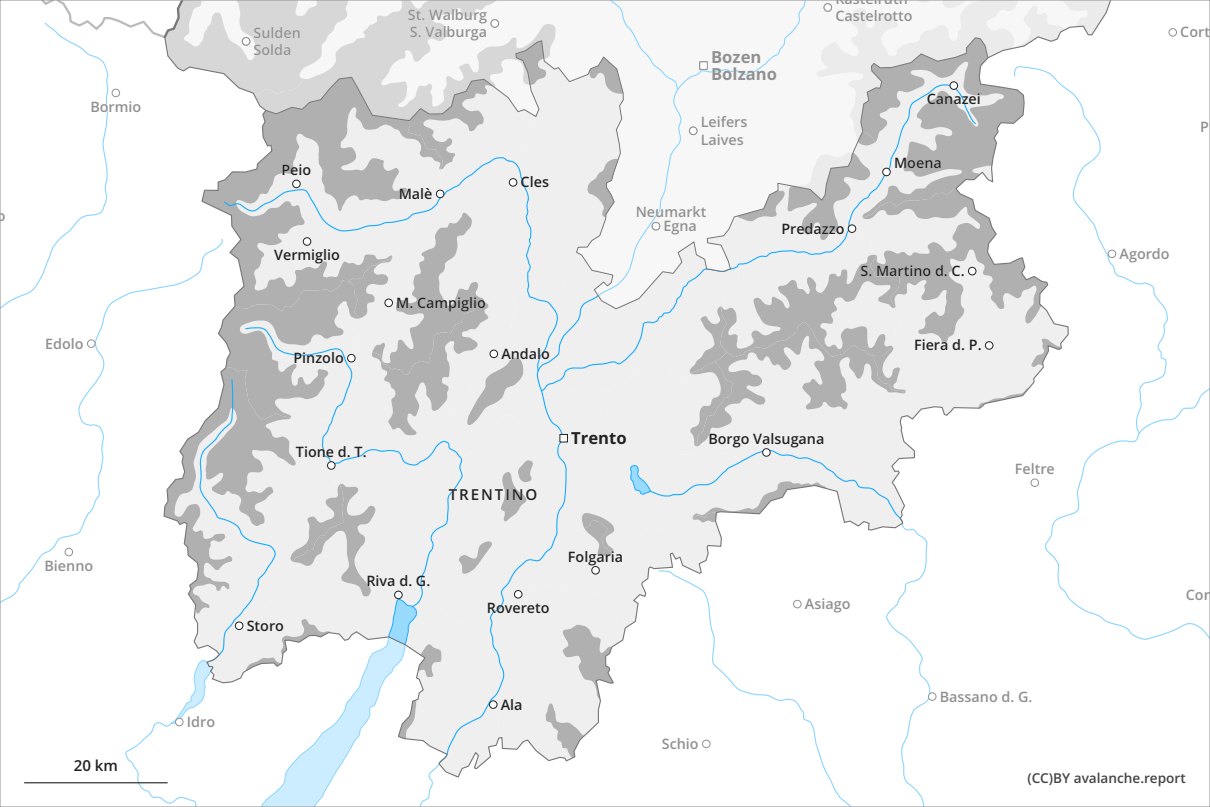 Kastelruth
Castelrotto
St. Walburg
S. Valburga
Sulden
Solda
Cort
Bozen
Bolzano
Bormio
Canazei
Leifers
Laives
P
Moena
Peio
Malè
Cles
Neumarkt
Egna
Predazzo
Vermiglio
Agordo
S. Martino d. C.
M. Campiglio
Edolo
Pinzolo
Andalo
Fiera d. P.
Trento
Borgo Valsugana
Tione d. T.
Feltre
TRENTINO
Folgaria
Bienno
Riva d. G.
Cor
Rovereto
Asiago
Storo
Bassano d. G.
Ala
Idro
Schio
20 km
(CC)BY avalanche.report